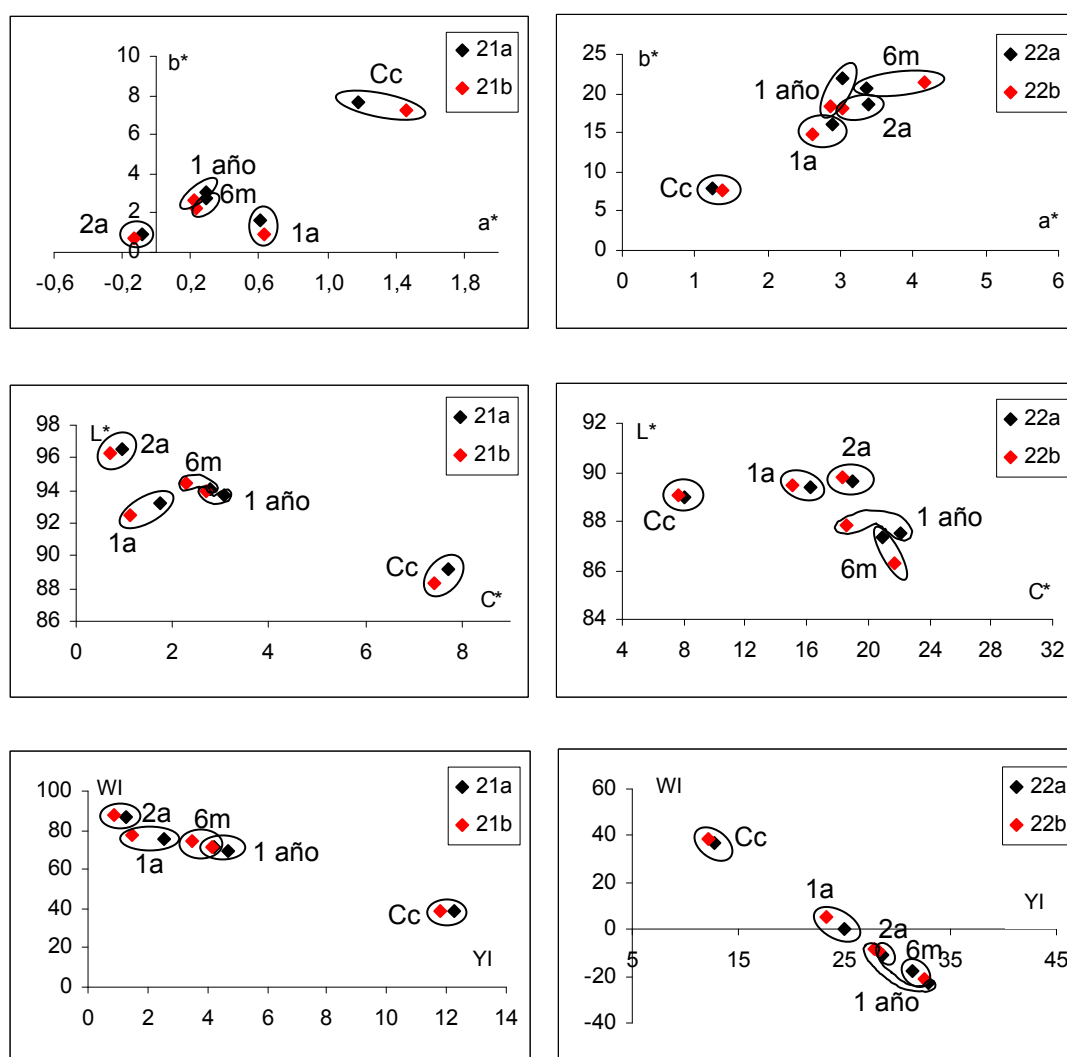 10
8
6
4
2
0
-0,6
-0,2
0,2
0,6
1,0
1,4
1,8
b*
a*
21a
21b
Cc
1 año
6m
2a
1a
25
20
15
10
5
0
0
1
2
3
4
5
6
b*
a*
22a
22b
6m
1 año
2a
1a
Cc
98
96
94
92
90
88
86
0
2
4
6
8
L*
C*
21a
21b
2a
6m
1 año
1a
Cc
92
90
88
86
84
4
8
12
16
20
24
28
32
L*
C*
22a
22b
2a
1a
Cc
1 año
6m
100
80
60
40
20
0
0
2
4
6
8
10
12
14
WI
YI
21a
21b
2a
6m
1a
1 año
Cc
60
40
20
0
-20
-40
5
15
25
35
45
WI
YI
22a
22b
Cc
1a
2a
6m
1 año